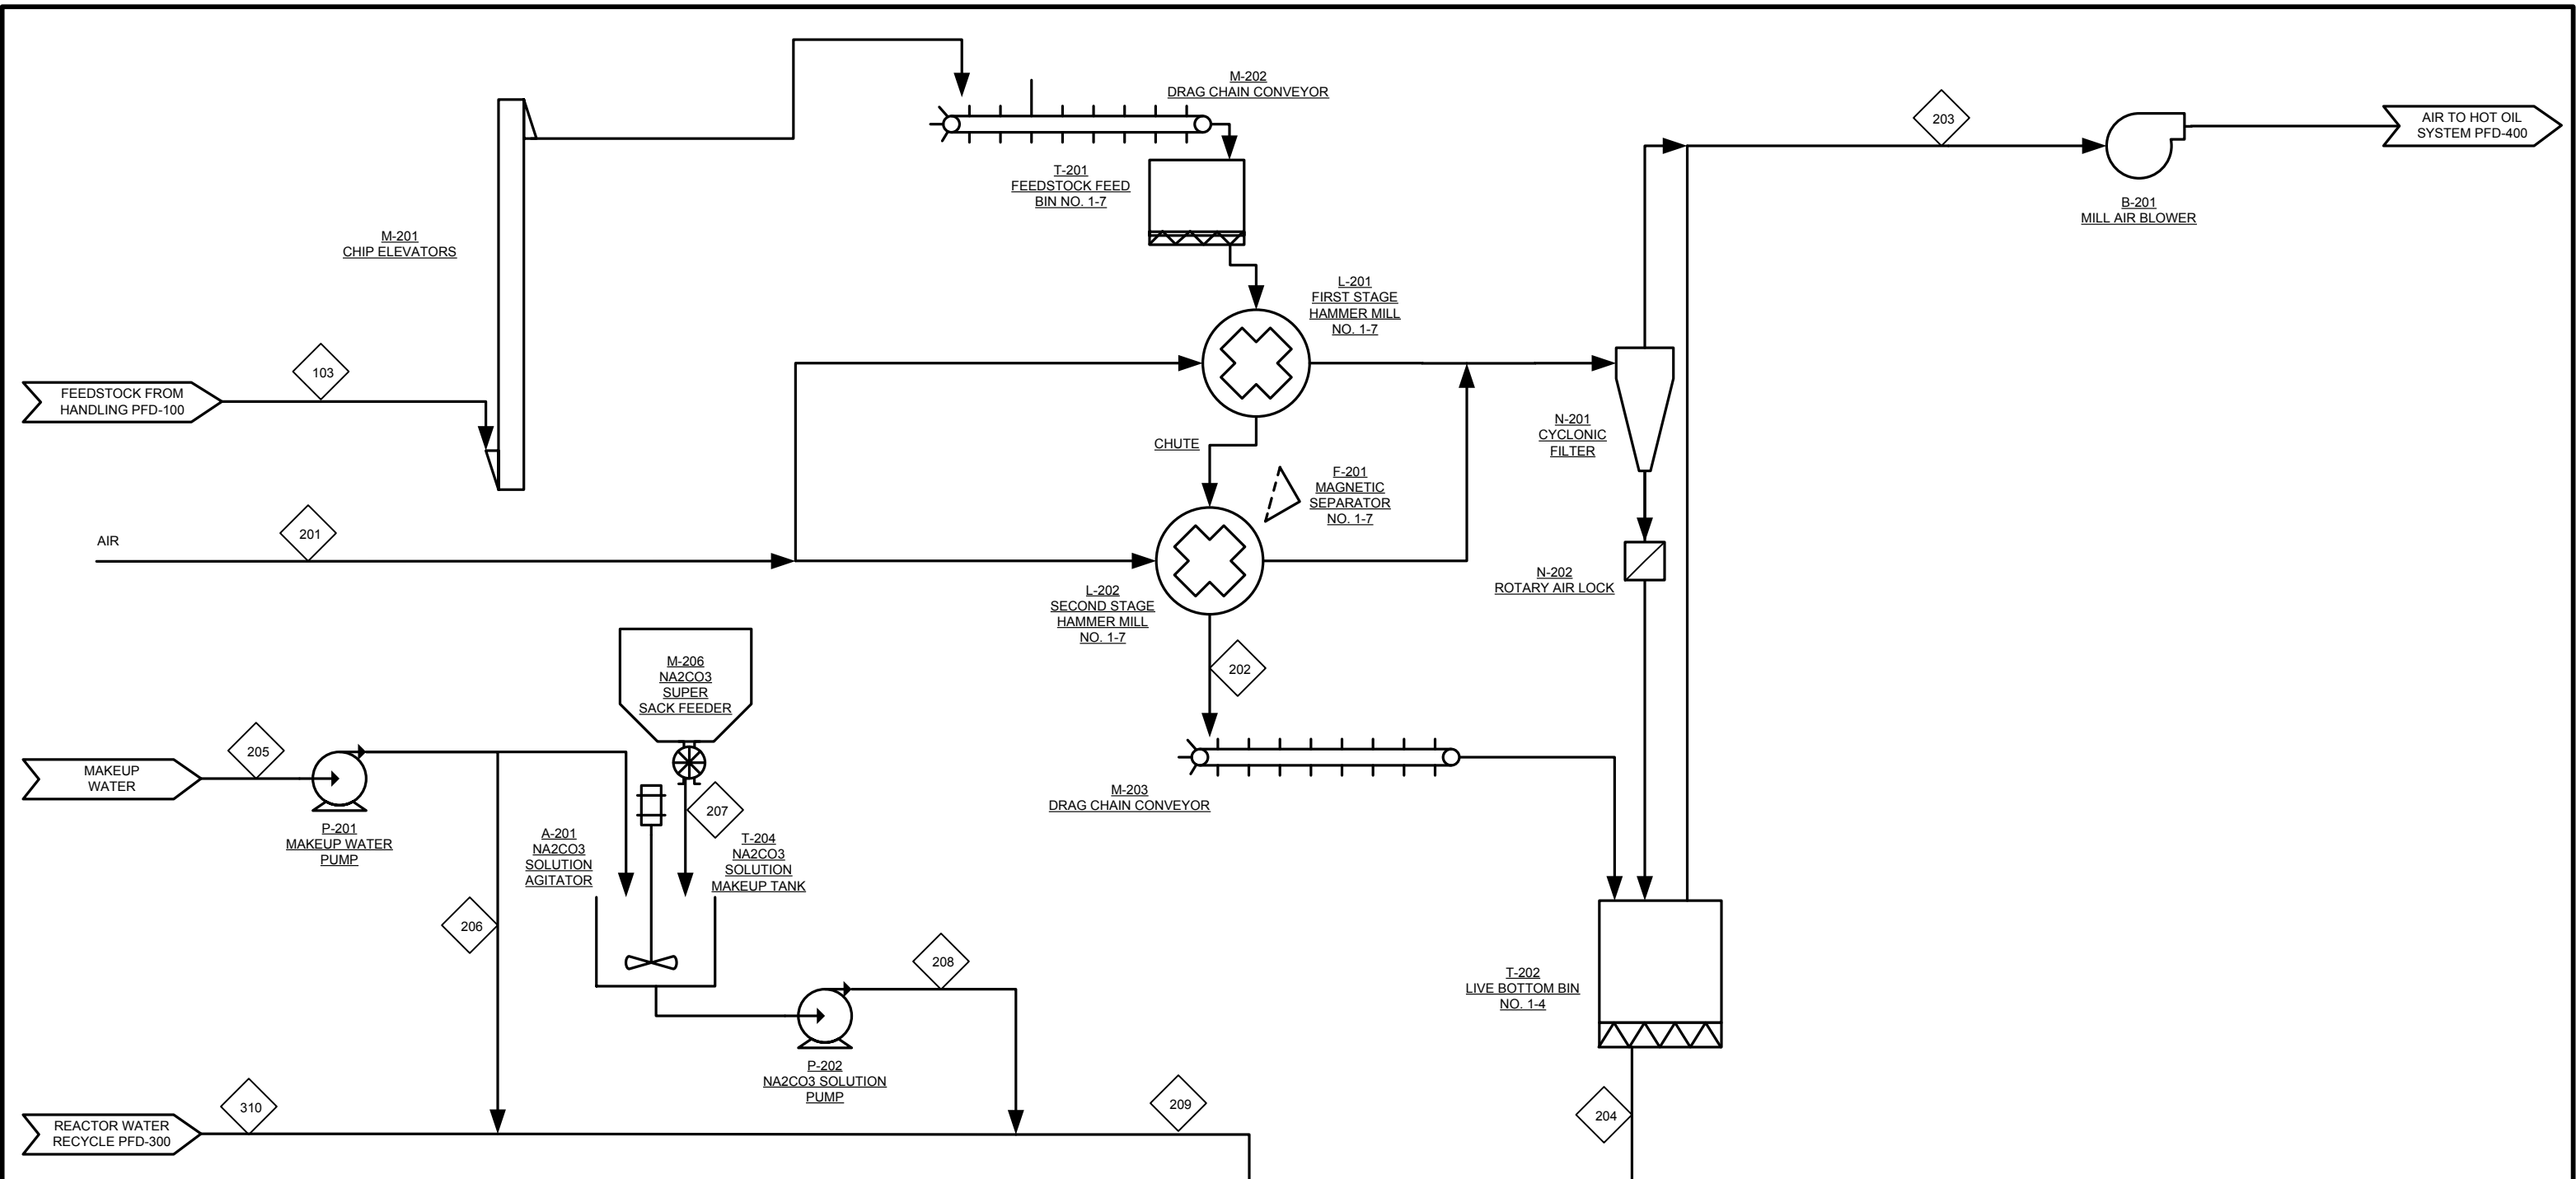 M-202
DRAG CHAIN CONVEYOR
203
AIR TO HOT OIL
SYSTEM PFD-400
T-201
FEEDSTOCK FEED
BIN NO. 1-7
B-201
MILL AIR BLOWER
M-201
CHIP ELEVATORS
L-201
FIRST STAGE
HAMMER MILL
NO. 1-7
103
FEEDSTOCK FROM
HANDLING PFD-100
N-201
CYCLONIC
FILTER
CHUTE
F-201
MAGNETIC
SEPARATOR
NO. 1-7
AIR
201
N-202
ROTARY AIR LOCK
L-202
SECOND STAGE
HAMMER MILL
NO. 1-7
M-206
NA2CO3
SUPER
SACK FEEDER
202
205
MAKEUP
WATER
P-201
MAKEUP WATER
PUMP
207
M-203
DRAG CHAIN CONVEYOR
A-201
NA2CO3
SOLUTION
AGITATOR
T-204
NA2CO3
SOLUTION
MAKEUP TANK
206
208
T-202
LIVE BOTTOM BIN
NO. 1-4
P-202
NA2CO3 SOLUTION
PUMP
310
REACTOR WATER
RECYCLE PFD-300
209
204